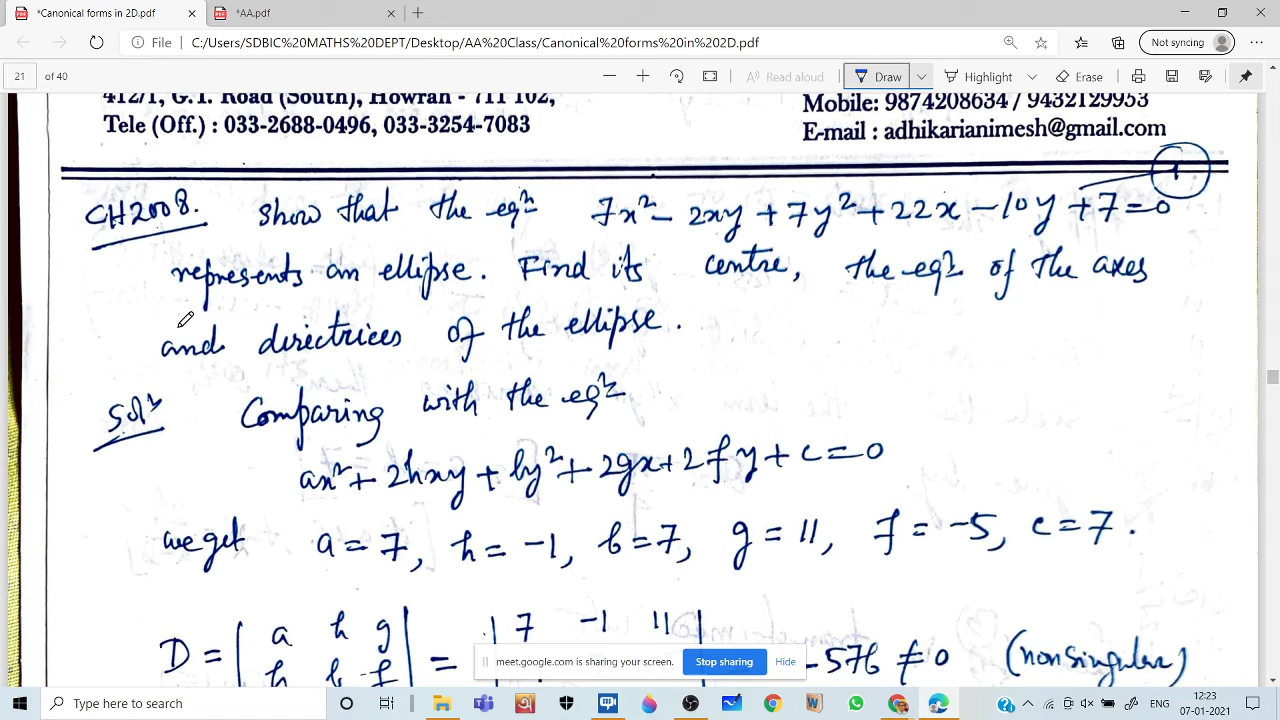 *Canonical forms in 2D.pdf *AA.pdf
File C:/Users/SDBIC%20MATHS%20DEPT/Desktop/AA%20Class/Canonical%20forms%20in%202D.pdf Not syncing
21 of 40 Read aloud Draw Highlight Erase
412/1, G.T. Road (South), Howrah - 711 102, Mobile: 9874208634 / 9432129953
Tele (Off.) : 033-2688-0496, 033-3254-7083 E-mail : adhikarianimesh@gmail.com
CH2008. Show that the eqⁿ 7x² - 2xy + 7y² + 22x - 10y + 7 = 0
represents an ellipse. Find its centre, the eqⁿ of the axes
and directrices of the ellipse.
Solⁿ Comparing with the eqⁿ
ax² + 2hxy + by² + 2gx + 2fy + c = 0
we get a = 7, h = -1, b = 7, g = 11, f = -5, c = 7.
D = | a h g | = | 7 -1 11 | - 576 ≠ 0 (nonsingular)
h b f
meet.google.com is sharing your screen. Stop sharing Hide
Type here to search ENG 12:23
07-01-2021